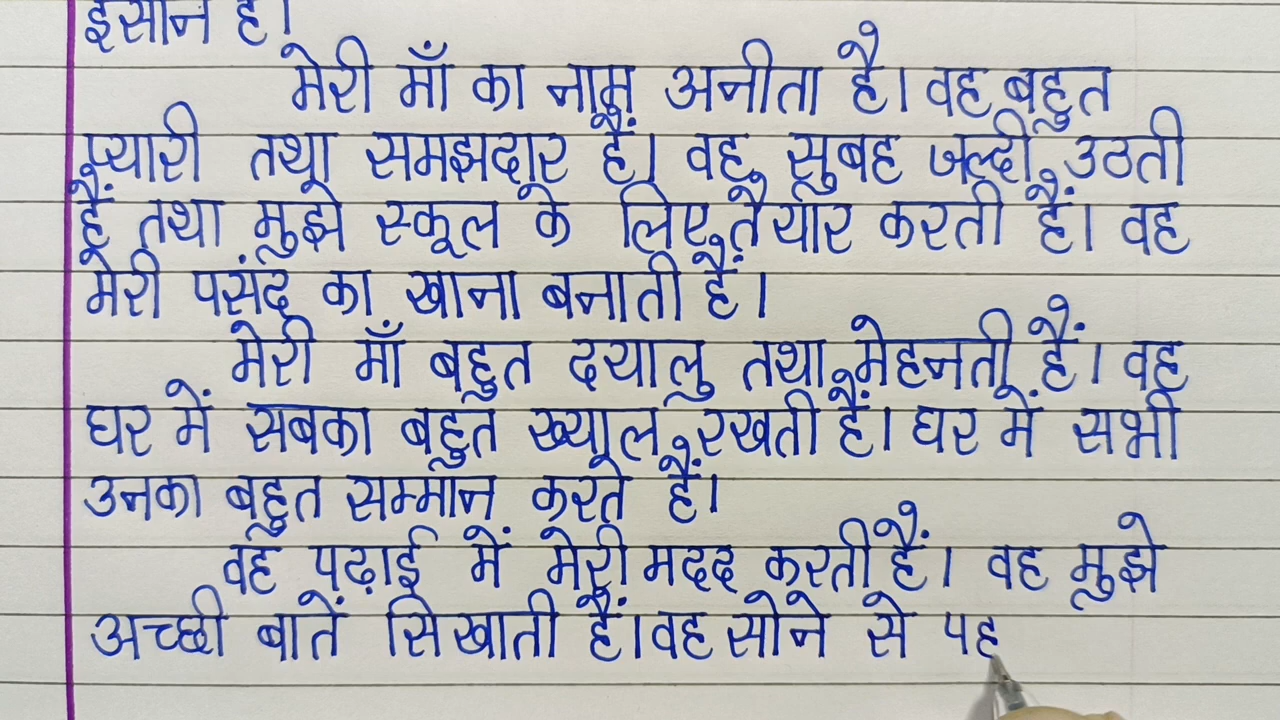 इंसान हैं।
मेरी माँ का नाम अनीता है। वह बहुत
प्यारी तथा समझदार हैं। वह सुबह जल्दी उठती
हैं तथा मुझे स्कूल के लिए तैयार करती हैं। वह
मेरी पसंद का खाना बनाती हैं।
मेरी माँ बहुत दयालु तथा मेहनती हैं। वह
घर में सबका बहुत ख्याल रखती हैं। घर में सभी
उनका बहुत सम्मान करते हैं।
वह पढ़ाई में मेरी मदद करती हैं। वह मुझे
अच्छी बातें सिखाती हैं। वह सोने से पह